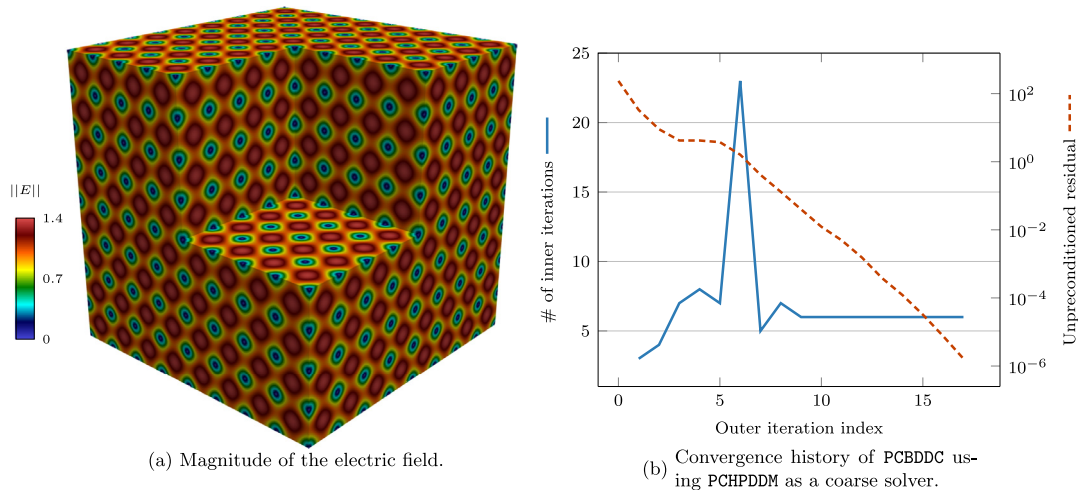 ||E||
1.4
0.7
0
(a) Magnitude of the electric field.
25
20
15
10
5
# of inner iterations
0 5 10 15
Outer iteration index
10^2
10^0
10^−2
10^−4
10^−6
Unpreconditioned residual
(b) Convergence history of PCBDDC us-
ing PCHPDDM as a coarse solver.